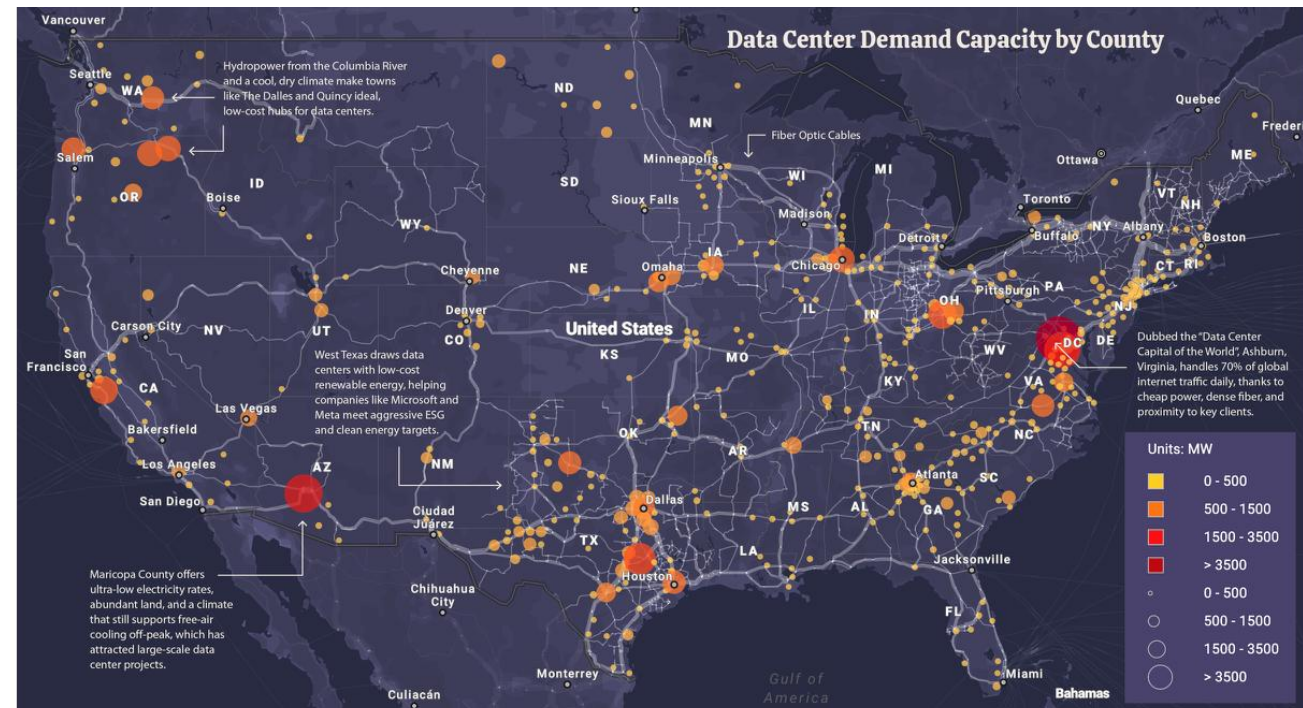 Data Center Demand Capacity by County
Vancouver
Seattle
WA
Hydropower from the Columbia River
and a cool, dry climate make towns
like The Dalles and Quincy ideal,
low-cost hubs for data centers.
ND
MN
Fiber Optic Cables
Quebec
Frederi
Ottawa
ME
Salem
OR
ID
Boise
SD
Sioux Falls
Minneapolis
WI
MI
Madison
Toronto
VT
NH
WY
Buffalo
NY
Albany
Boston
Detroit
CT
RI
Cheyenne
NE
Omaha
IA
Chicago
Pittsburgh
PA
NJ
OH
Carson City
NV
UT
Denver
CO
United States
KS
MO
IL
IN
WV
DC
DE
San
Francisco
CA
West Texas draws data
centers with low-cost
renewable energy, helping
companies like Microsoft and
Meta meet aggressive ESG
and clean energy targets.
KY
VA
Dubbed the “Data Center
Capital of the World”, Ashburn,
Virginia, handles 70% of global
internet traffic daily, thanks to
cheap power, dense fiber, and
proximity to key clients.
Las Vegas
Bakersfield
OK
TN
NC
AR
Los Angeles
AZ
NM
San Diego
Atlanta
SC
Dallas
MS
AL
GA
Ciudad
Juárez
TX
LA
Houston
Jacksonville
Maricopa County offers
ultra-low electricity rates,
abundant land, and a climate
that still supports free-air
cooling off-peak, which has
attracted large-scale data
center projects.
Chihuahua
City
FL
Monterrey
Gulf of
America
Miami
Bahamas
Culiacán
Units: MW
0 - 500
500 - 1500
1500 - 3500
> 3500
0 - 500
500 - 1500
1500 - 3500
> 3500